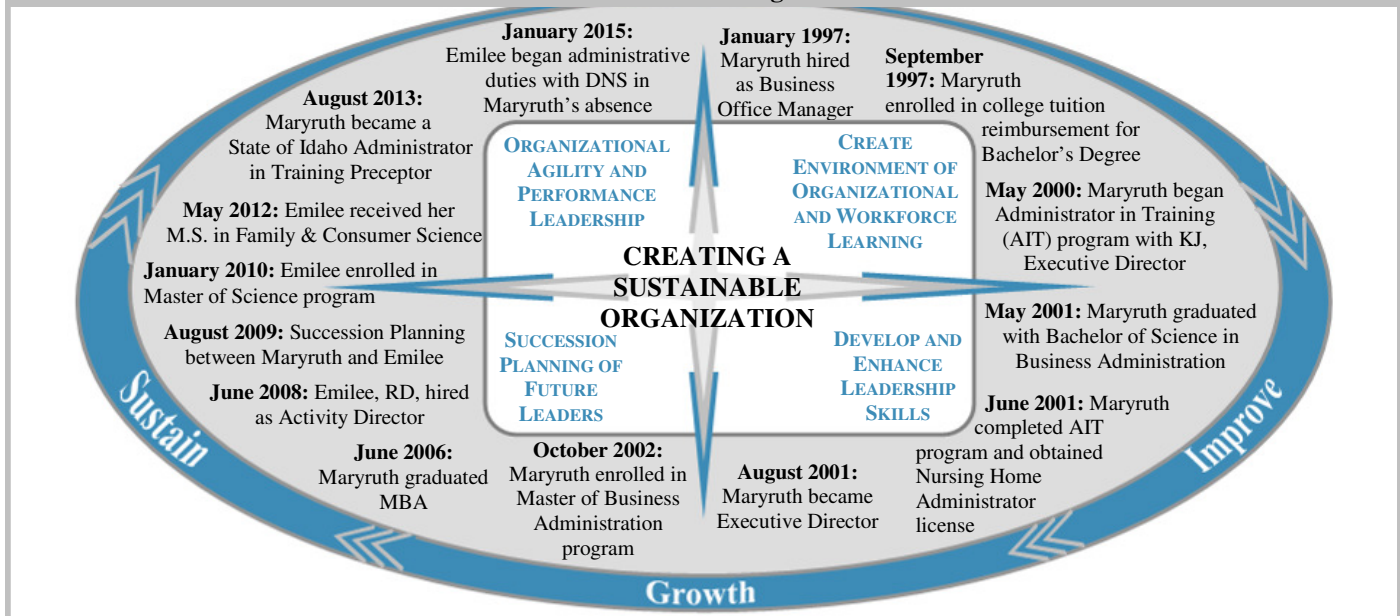 January 1997:
Maryruth hired
as Business
Office Manager
September
1997: Maryruth
enrolled in college tuition
reimbursement for
Bachelor's Degree
May 2000: Maryruth began
Administrator in Training
(AIT) program with KJ,
Executive Director
May 2001: Maryruth graduated
with Bachelor of Science in
Business Administration
June 2001: Maryruth
completed AIT
program and obtained
Nursing Home
Administrator
license
August 2001:
Maryruth became
Executive Director
October 2002:
Maryruth enrolled in
Master of Business
Administration
program
June 2006:
Maryruth graduated
MBA
June 2008: Emilee, RD, hired
as Activity Director
August 2009: Succession Planning
between Maryruth and Emilee
January 2010: Emilee enrolled in
Master of Science program
May 2012: Emilee received her
M.S. in Family & Consumer Science
August 2013:
Maryruth became a
State of Idaho Administrator
in Training Preceptor
January 2015:
Emilee began administrative
duties with DNS in
Maryruth's absence
ORGANIZATIONAL
AGILITY AND
PERFORMANCE
LEADERSHIP
CREATE
ENVIRONMENT OF
ORGANIZATIONAL
AND WORKFORCE
LEARNING
CREATING A
SUSTAINABLE
ORGANIZATION
SUCCESSION
PLANNING OF
FUTURE
LEADERS
DEVELOP AND
ENHANCE
LEADERSHIP
SKILLS
Improve
Growth
Sustain